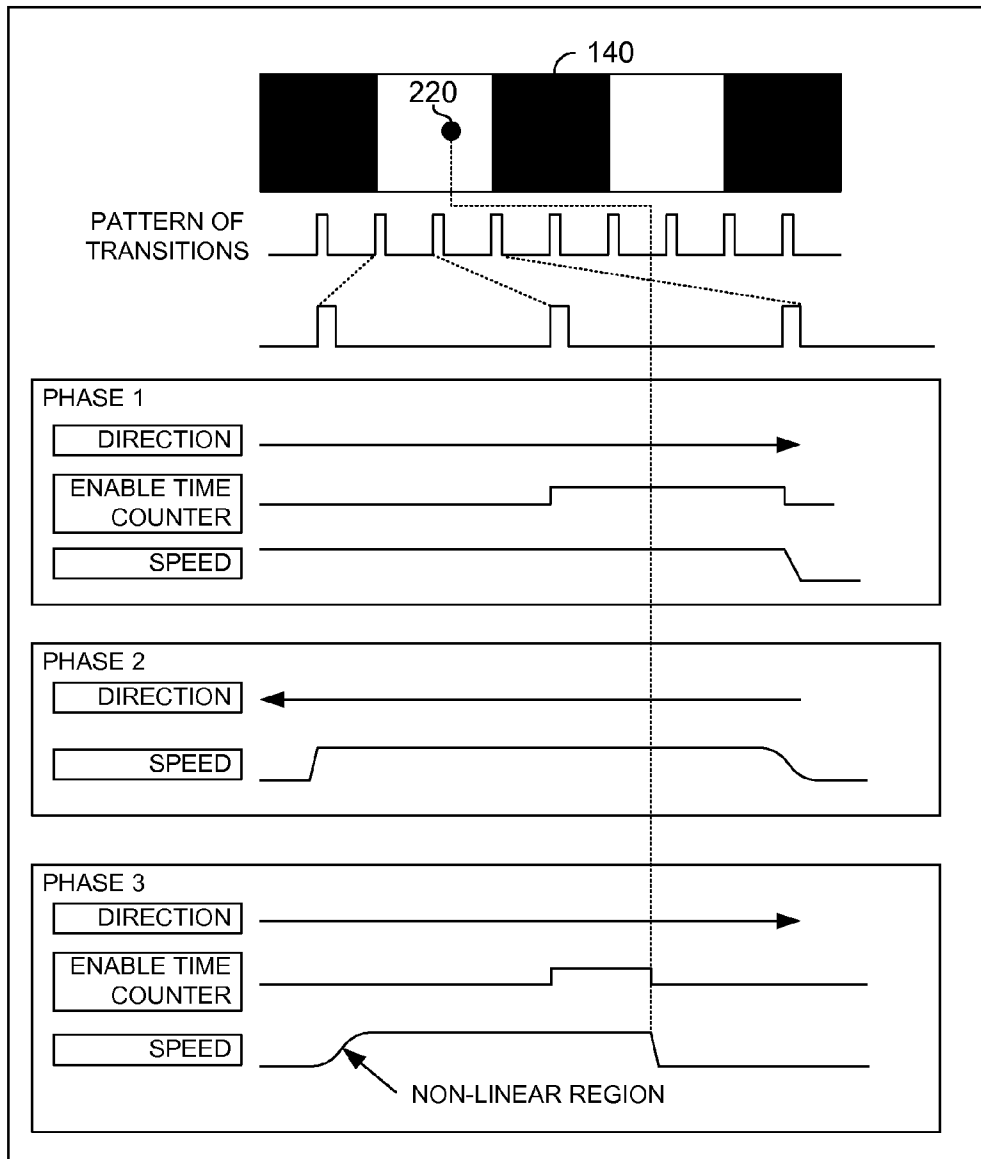 140
220
PATTERN OF
TRANSITIONS
PHASE 1
DIRECTION
ENABLE TIME
COUNTER
SPEED
PHASE 2
DIRECTION
SPEED
PHASE 3
DIRECTION
ENABLE TIME
COUNTER
SPEED
NON-LINEAR REGION